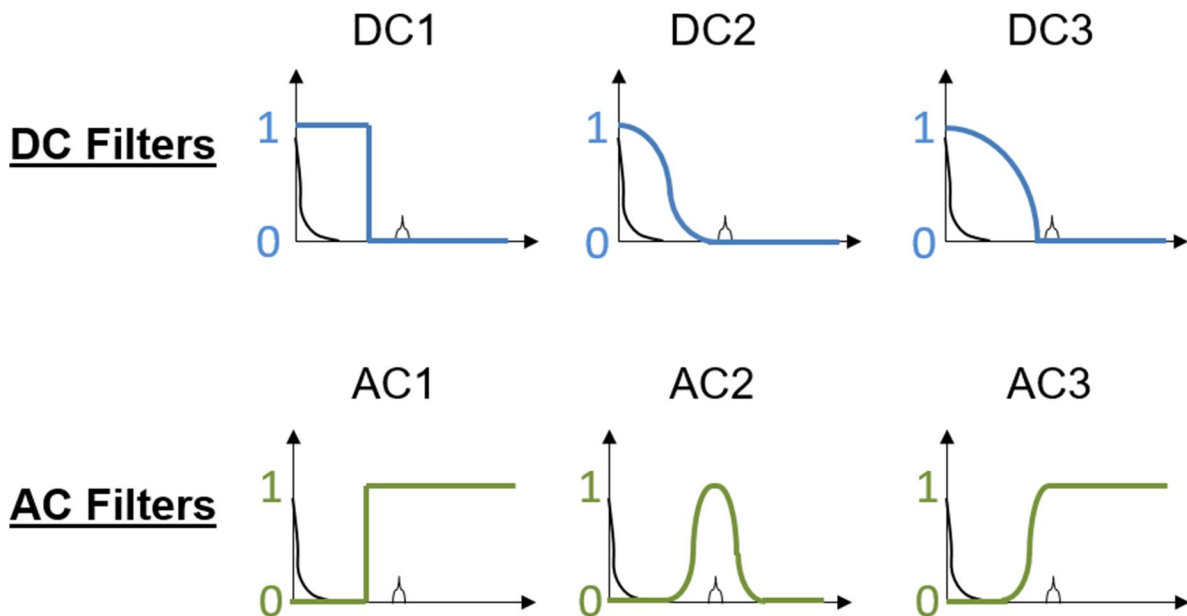 DC1 DC2 DC3
DC Filters
1 1 1
0 0 0
AC1 AC2 AC3
AC Filters
1 1 1
0 0 0